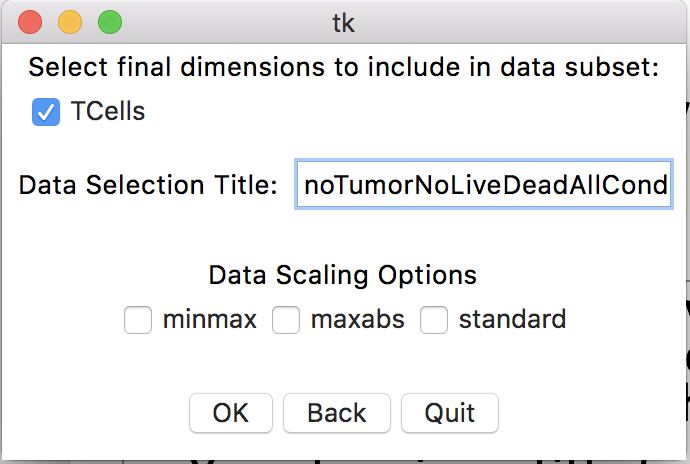 tk
Select final dimensions to include in data subset:
TCells
Data Selection Title: noTumorNoLiveDeadAllCond
Data Scaling Options
minmax maxabs standard
OK Back Quit